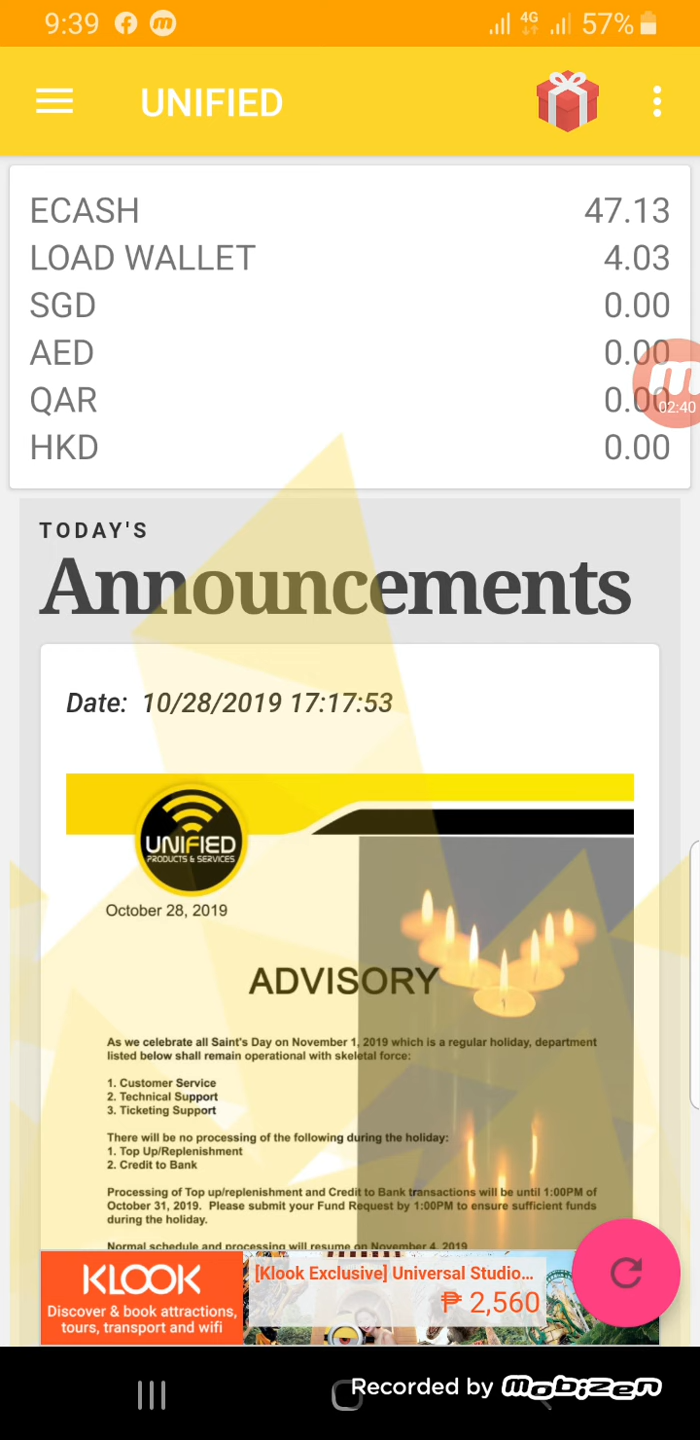 9:39
4G
57%
UNIFIED
ECASH 47.13
LOAD WALLET 4.03
SGD 0.00
AED 0.00
QAR 0.00
HKD 0.00
02:40
TODAY'S
Announcements
Date: 10/28/2019 17:17:53
UNIFIED
PRODUCTS & SERVICES
October 28, 2019
ADVISORY
As we celebrate all Saint's Day on November 1, 2019 which is a regular holiday, department
listed below shall remain operational with skeletal force:
1. Customer Service
2. Technical Support
3. Ticketing Support
There will be no processing of the following during the holiday:
1. Top Up/Replenishment
2. Credit to Bank
Processing of Top up/replenishment and Credit to Bank transactions will be until 1:00PM of
October 31, 2019. Please submit your Fund Request by 1:00PM to ensure sufficient funds
during the holiday.
Normal schedule and processing will resume on November 4, 2019
KLOOK
Discover & book attractions,
tours, transport and wifi
[Klook Exclusive] Universal Studio...
₱ 2,560
Recorded by mobizen